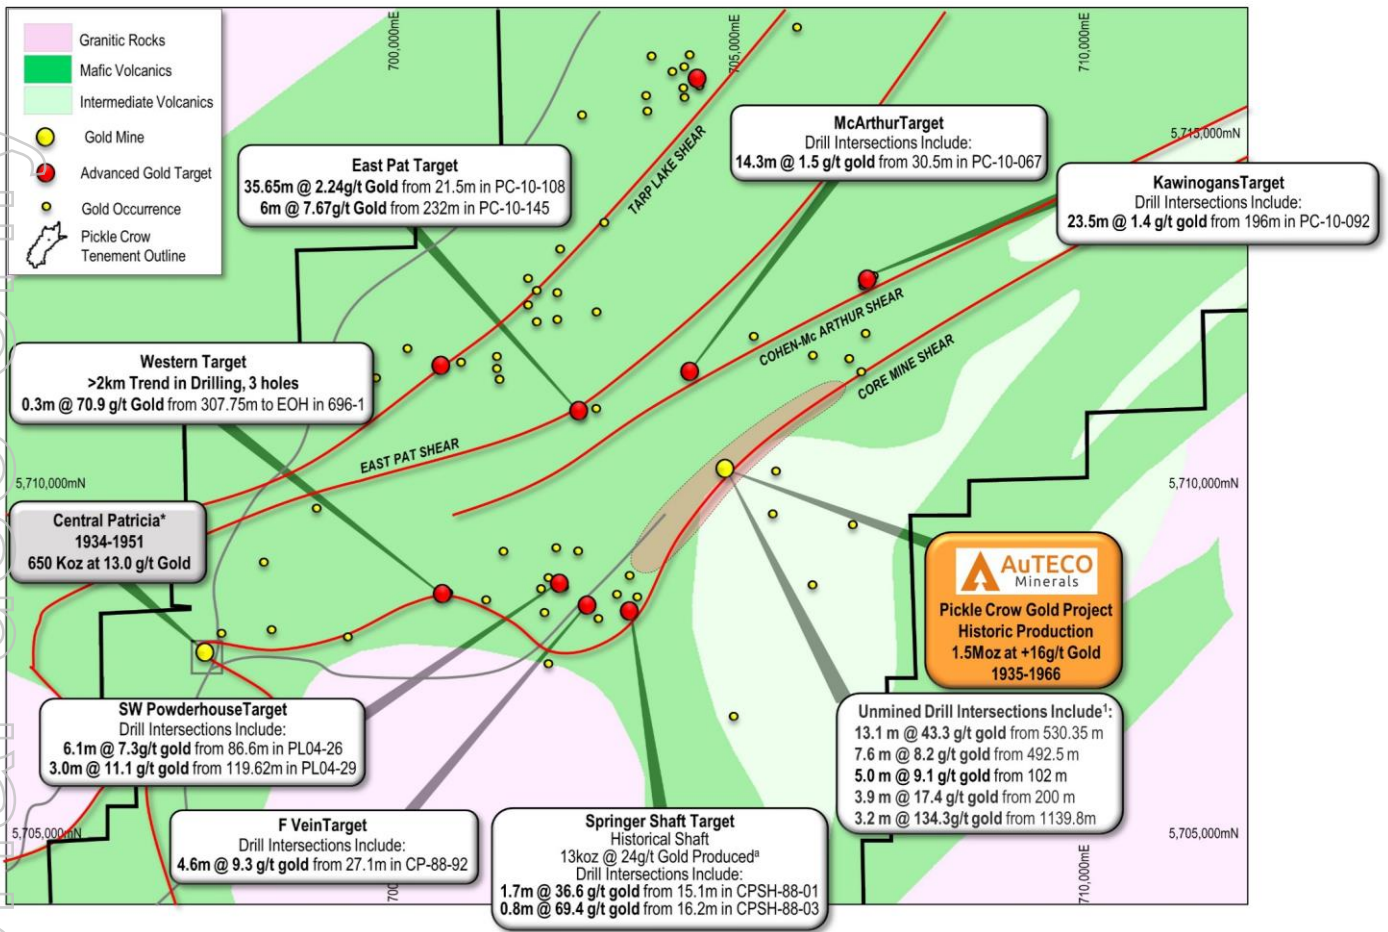 Granitic Rocks
Mafic Volcanics
Intermediate Volcanics
Gold Mine
Advanced Gold Target
Gold Occurrence
Pickle Crow
Tenement Outline
700,000mE
705,000mE
710,000mE
5,715,000mN
East Pat Target
35.65m @ 2.24g/t Gold from 21.5m in PC-10-108
6m @ 7.67g/t Gold from 232m in PC-10-145
TARP LAKE SHEAR
McArthurTarget
Drill Intersections Include:
14.3m @ 1.5 g/t gold from 30.5m in PC-10-067
KawinogansTarget
Drill Intersections Include:
23.5m @ 1.4 g/t gold from 196m in PC-10-092
Western Target
>2km Trend in Drilling, 3 holes
0.3m @ 70.9 g/t Gold from 307.75m to EOH in 696-1
COHEN-Mc ARTHUR SHEAR
CORE MINE SHEAR
EAST PAT SHEAR
5,710,000mN
5,710,000mN
Central Patricia*
1934-1951
650 Koz at 13.0 g/t Gold
AuTECO
Minerals
Pickle Crow Gold Project
Historic Production
1.5Moz at +16g/t Gold
1935-1966
SW PowderhouseTarget
Drill Intersections Include:
6.1m @ 7.3g/t gold from 86.6m in PL04-26
3.0m @ 11.1 g/t gold from 119.62m in PL04-29
Unmined Drill Intersections Include¹:
13.1 m @ 43.3 g/t gold from 530.35 m
7.6 m @ 8.2 g/t gold from 492.5 m
5.0 m @ 9.1 g/t gold from 102 m
3.9 m @ 17.4 g/t gold from 200 m
3.2 m @ 134.3g/t gold from 1139.8m
F VeinTarget
Drill Intersections Include:
4.6m @ 9.3 g/t gold from 27.1m in CP-88-92
Springer Shaft Target
Historical Shaft
13koz @ 24g/t Gold Producedª
Drill Intersections Include:
1.7m @ 36.6 g/t gold from 15.1m in CPSH-88-01
0.8m @ 69.4 g/t gold from 16.2m in CPSH-88-03
5,705,000mN
5,705,000mN
700
710,000mE